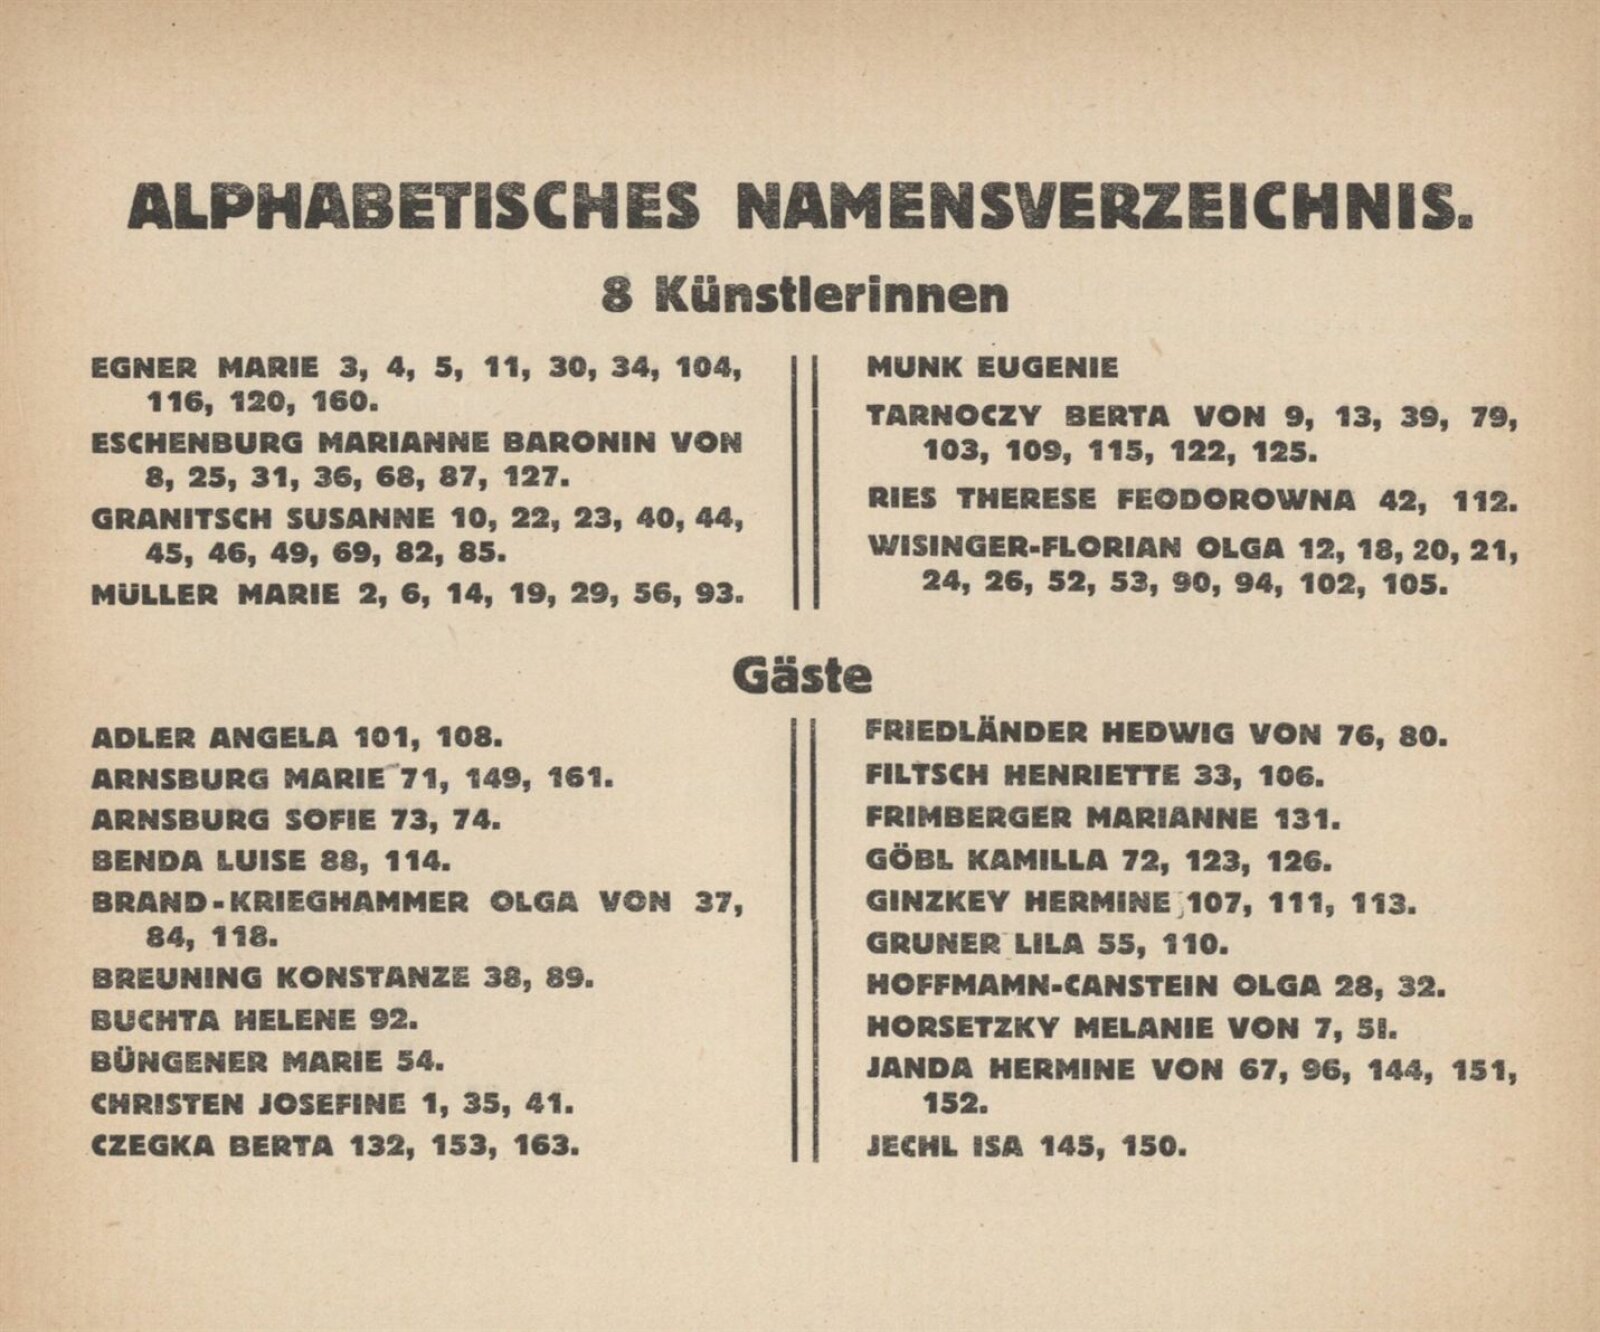 ALPHABETISCHES NAMENSVERZEICHNIS.
8 Künstlerinnen
EGNER MARIE 3, 4, 5, 11, 30, 34, 104,
116, 120, 160.
ESCHENBURG MARIANNE BARONIN VON
8, 25, 31, 36, 68, 87, 127.
GRANITSCH SUSANNE 10, 22, 23, 40, 44,
45, 46, 49, 69, 82, 85.
MÜLLER MARIE 2, 6, 14, 19, 29, 56, 93.
MUNK EUGENIE
TARNOCZY BERTA VON 9, 13, 39, 79,
103, 109, 115, 122, 125.
RIES THERESE FEODOROWNA 42, 112.
WISINGER-FLORIAN OLGA 12, 18, 20, 21,
24, 26, 52, 53, 90, 94, 102, 105.
Gäste
ADLER ANGELA 101, 108.
ARNSBURG MARIE 71, 149, 161.
ARNSBURG SOFIE 73, 74.
BENDA LUISE 88, 114.
BRAND-KRIEGHAMMER OLGA VON 37,
84, 118.
BREUNING KONSTANZE 38, 89.
BUCHTA HELENE 92.
BÜNGENER MARIE 54.
CHRISTEN JOSEFINE 1, 35, 41.
CZEGKA BERTA 132, 153, 163.
FRIEDLÄNDER HEDWIG VON 76, 80.
FILTSCH HENRIETTE 33, 106.
FRIMBERGER MARIANNE 131.
GÖBL KAMILLA 72, 123, 126.
GINZKEY HERMINE 107, 111, 113.
GRUNER LILA 55, 110.
HOFFMAMN-CANSTEIN OLGA 28, 32.
HORSETZKY MELANIE VON 7, 51.
JANDA HERMINE VON 67, 96, 144, 151,
152.
JECHL ISA 145, 150.